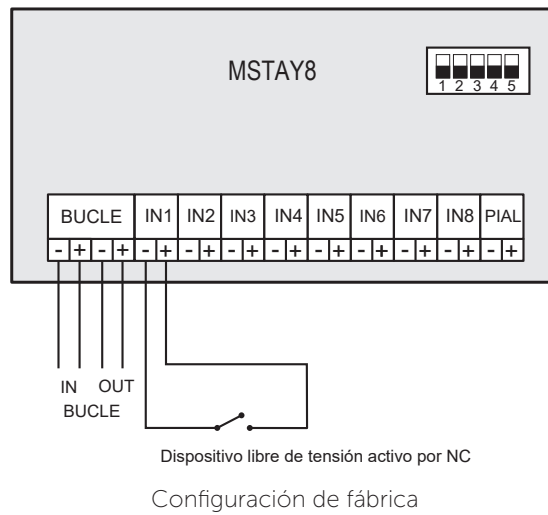 MSTAY8
1 2 3 4 5
BUCLE IN1 IN2 IN3 IN4 IN5 IN6 IN7 IN8 PIAL
- + - + - + - + - + - + - + - + - + - + - +
IN OUT
BUCLE
Dispositivo libre de tensión activo por NC
Configuración de fábrica